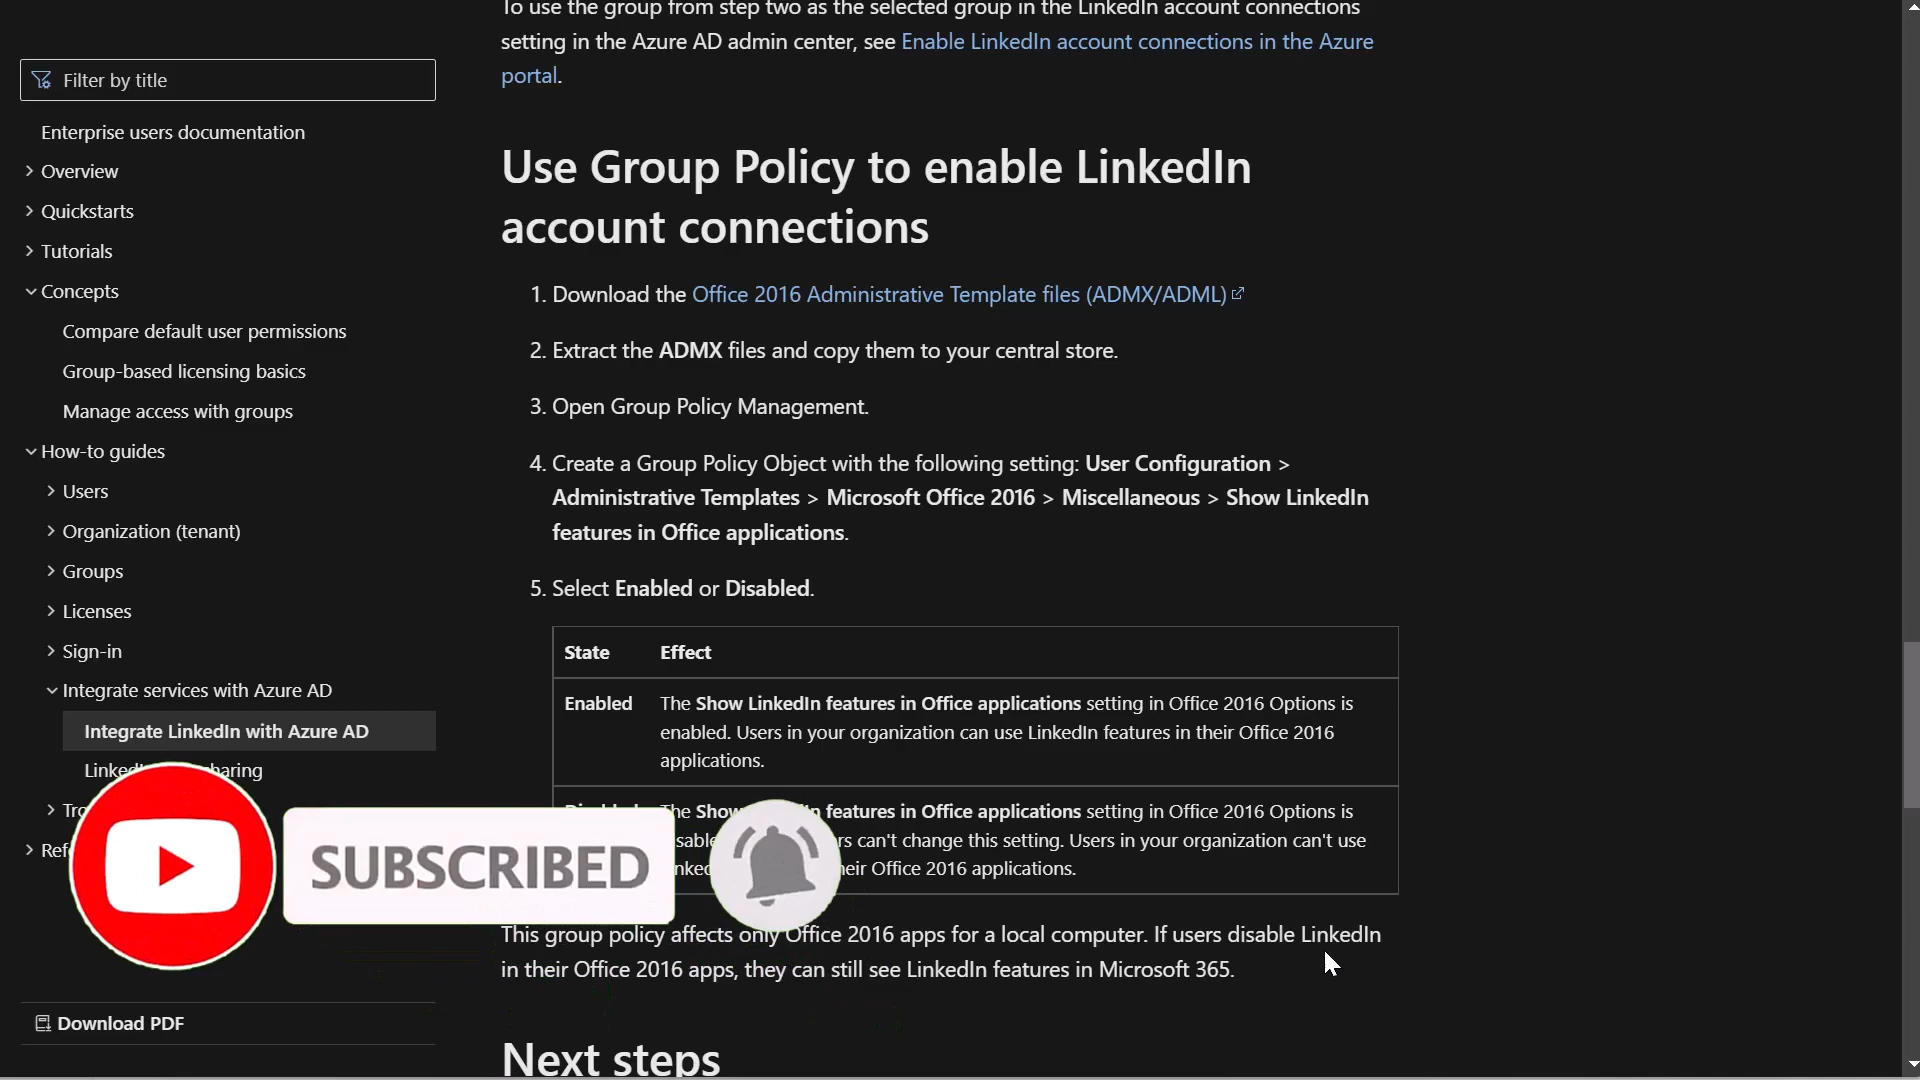 To use the group from step two as the selected group in the LinkedIn account connections
setting in the Azure AD admin center, see Enable LinkedIn account connections in the Azure
portal.
Filter by title
Enterprise users documentation
Overview
Quickstarts
Tutorials
Concepts
Compare default user permissions
Group-based licensing basics
Manage access with groups
How-to guides
Users
Organization (tenant)
Groups
Licenses
Sign-in
Integrate services with Azure AD
Integrate LinkedIn with Azure AD
Download PDF
Use Group Policy to enable LinkedIn
account connections
1. Download the Office 2016 Administrative Template files (ADMX/ADML)
2. Extract the ADMX files and copy them to your central store.
3. Open Group Policy Management.
4. Create a Group Policy Object with the following setting: User Configuration >
Administrative Templates > Microsoft Office 2016 > Miscellaneous > Show LinkedIn
features in Office applications.
5. Select Enabled or Disabled.
State Effect
Enabled The Show LinkedIn features in Office applications setting in Office 2016 Options is
enabled. Users in your organization can use LinkedIn features in their Office 2016
applications.
features in Office applications setting in Office 2016 Options is
can't change this setting. Users in your organization can't use
Office 2016 applications.
SUBSCRIBED
This group policy affects only Office 2016 apps for a local computer. If users disable LinkedIn
in their Office 2016 apps, they can still see LinkedIn features in Microsoft 365.
Next steps